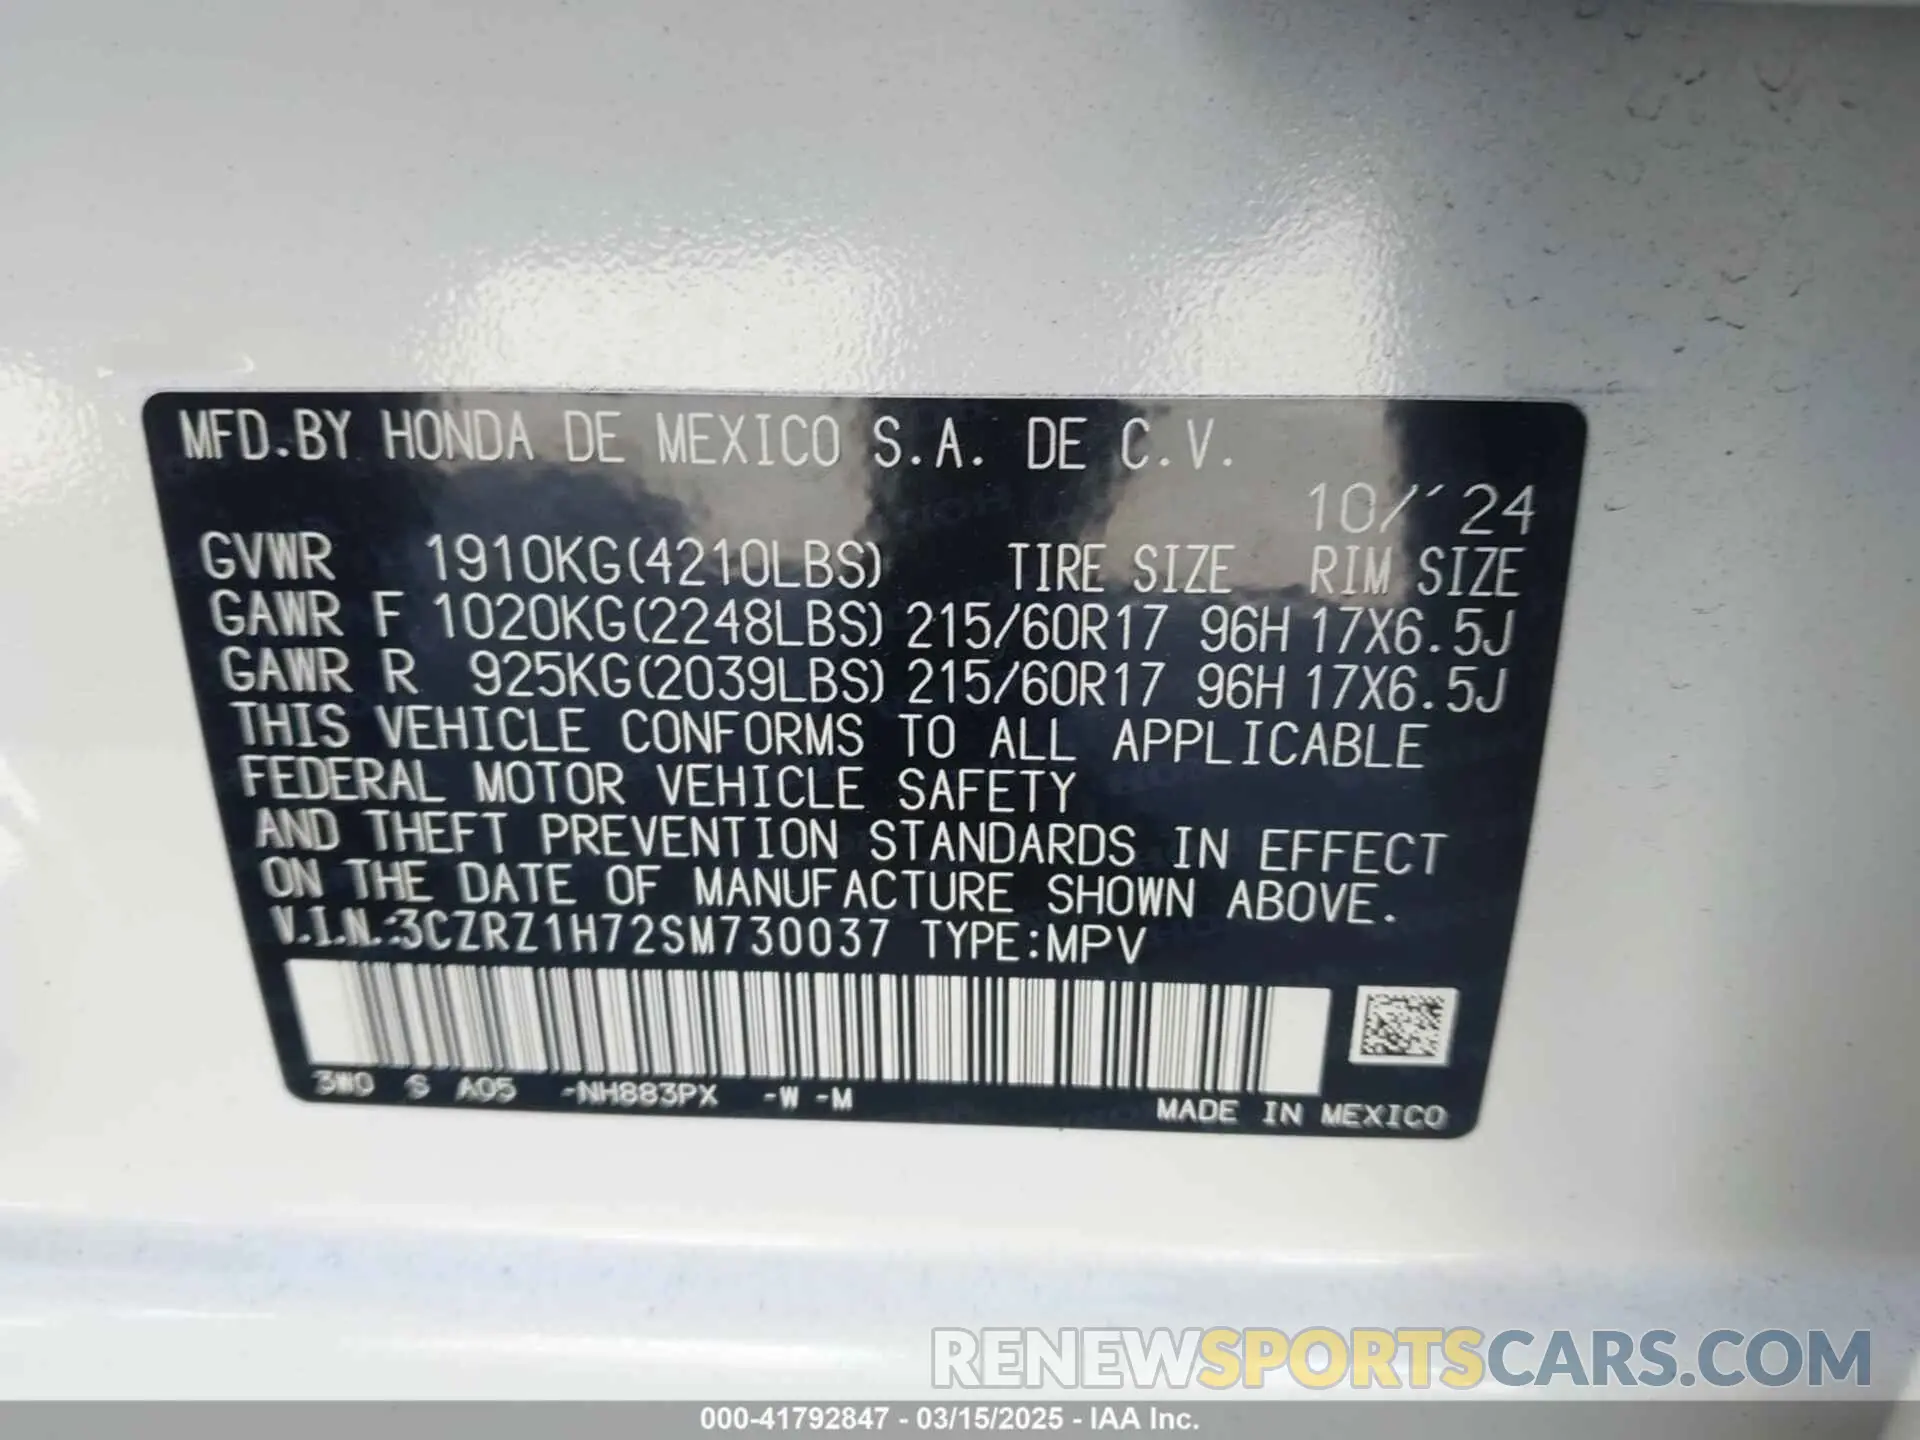 MFD.BY HONDA DE MEXICO S.A. DE C.V.
10/´24
GVWR 1910KG(4210LBS) TIRE SIZE RIM SIZE
GAWR F 1020KG(2248LBS) 215/60R17 96H 17X6.5J
GAWR R 925KG(2039LBS) 215/60R17 96H 17X6.5J
THIS VEHICLE CONFORMS TO ALL APPLICABLE
FEDERAL MOTOR VEHICLE SAFETY
AND THEFT PREVENTION STANDARDS IN EFFECT
ON THE DATE OF MANUFACTURE SHOWN ABOVE.
V.I.N.:3CZRZ1H72SM730037 TYPE:MPV
3W0 S A05 -NH883PX -W -M
MADE IN MEXICO
RENEWSPORTSCARS.COM
000-41792847 - 03/15/2025 - IAA Inc.